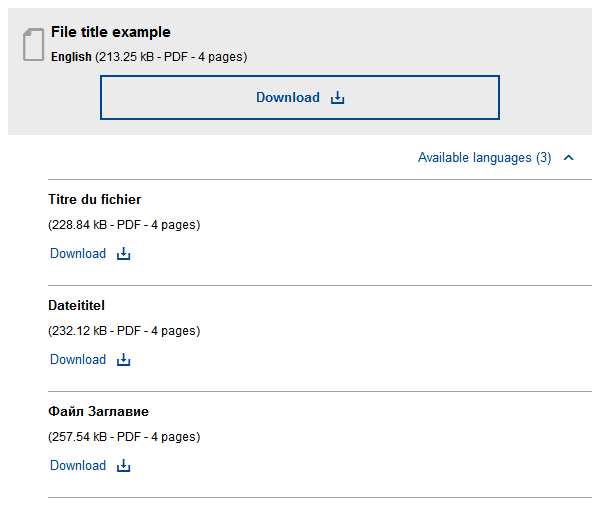 File title example
English (213.25 kB - PDF - 4 pages)
Download
Available languages (3)
Titre du fichier
(228.84 kB - PDF - 4 pages)
Download
Dateititel
(232.12 kB - PDF - 4 pages)
Download
Файл Заглавие
(257.54 kB - PDF - 4 pages)
Download